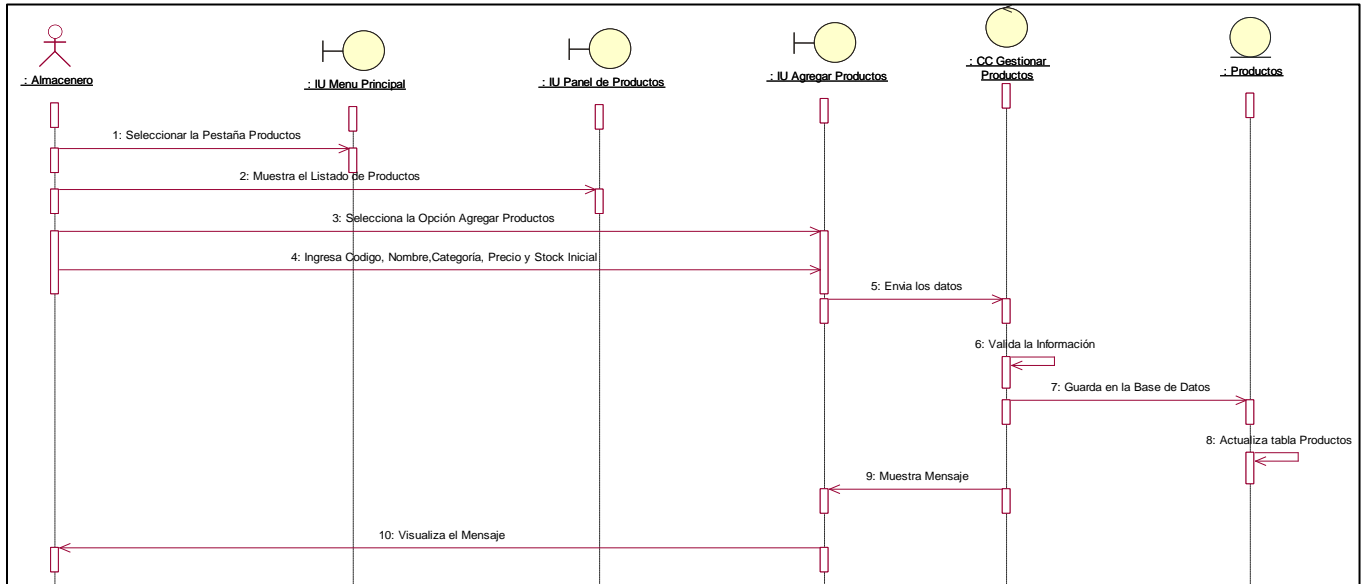 : Almacenero
: IU Menu Principal
: IU Panel de Productos
: IU Agregar Productos
: CC Gestionar
Productos
: Productos
1: Seleccionar la Pestaña Productos
2: Muestra el Listado de Productos
3: Selecciona la Opción Agregar Productos
4: Ingresa Codigo, Nombre,Categoría, Precio y Stock Inicial
5: Envia los datos
6: Valida la Información
7: Guarda en la Base de Datos
8: Actualiza tabla Productos
9: Muestra Mensaje
10: Visualiza el Mensaje